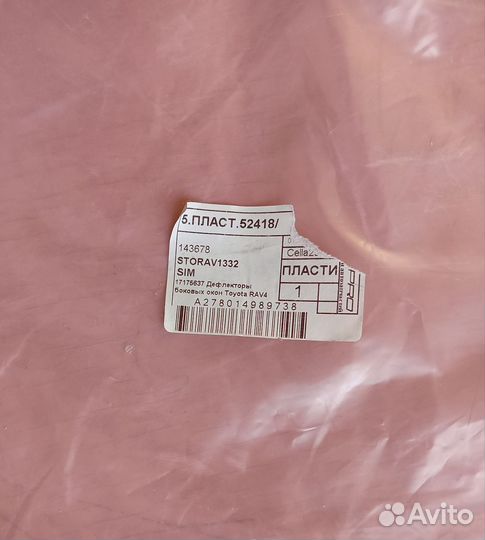 5.ПЛАСТ.52418/
143678
STORAV1332
SIM
17175637 Дефлекторы
боковых окон Toyota RAV4
A278014989738
Cella2
ПЛАСТИ
1
Avito